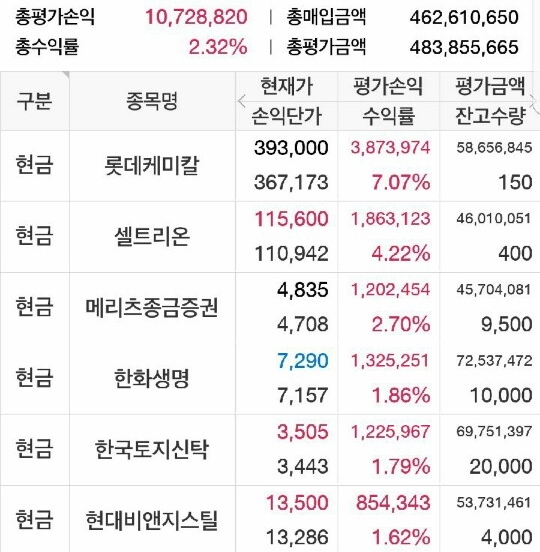 총평가손익 10,728,820 | 총매입금액 462,610,650
총수익률 2.32% | 총평가금액 483,855,665
구분 종목명 현재가 평가손익 평가금액
손익단가 수익률 잔고수량
현금 롯데케미칼 393,000 3,873,974 58,656,845
367,173 7.07% 150
현금 셀트리온 115,600 1,863,123 46,010,051
110,942 4.22% 400
현금 메리츠종금증권 4,835 1,202,454 45,704,081
4,708 2.70% 9,500
현금 한화생명 7,290 1,325,251 72,537,472
7,157 1.86% 10,000
현금 한국토지신탁 3,505 1,225,967 69,751,397
3,443 1.79% 20,000
현금 현대비앤지스틸 13,500 854,343 53,731,461
13,286 1.62% 4,000